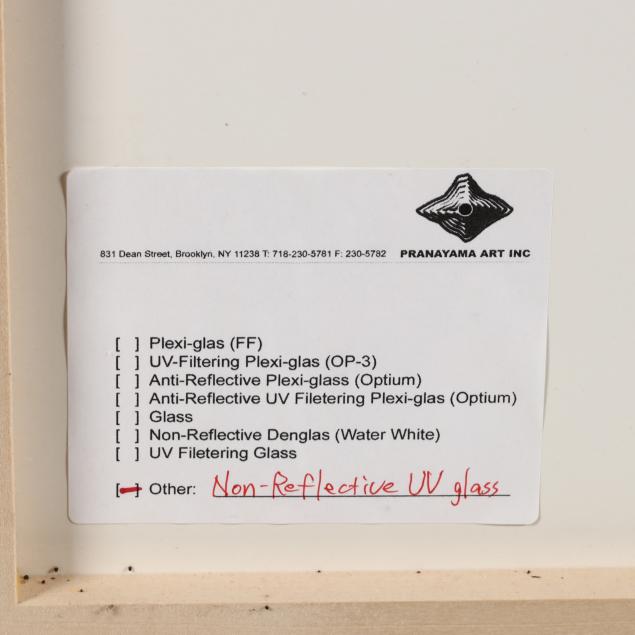 831 Dean Street, Brooklyn, NY 11238 T: 718-230-5781 F: 230-5782 PRANAYAMA ART INC
[ ] Plexi-glas (FF)
[ ] UV-Filtering Plexi-glas (OP-3)
[ ] Anti-Reflective Plexi-glass (Optium)
[ ] Anti-Reflective UV Filetering Plexi-glas (Optium)
[ ] Glass
[ ] Non-Reflective Denglas (Water White)
[ ] UV Filetering Glass
[-] Other: Non-Reflective UV glass